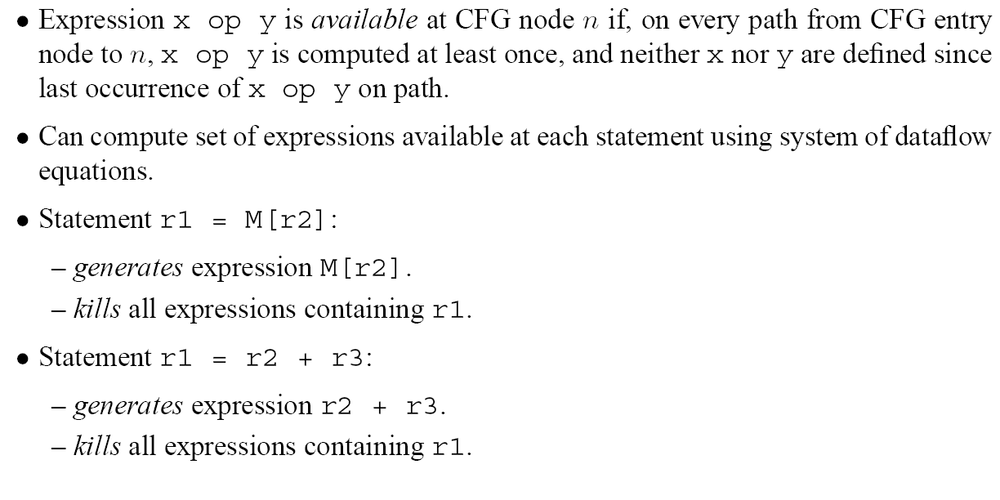 • Expression x op y is available at CFG node n if, on every path from CFG entry
node to n, x op y is computed at least once, and neither x nor y are defined since
last occurrence of x op y on path.
• Can compute set of expressions available at each statement using system of dataflow
equations.
• Statement r1 = M[r2]:
– generates expression M[r2].
– kills all expressions containing r1.
• Statement r1 = r2 + r3:
– generates expression r2 + r3.
– kills all expressions containing r1.